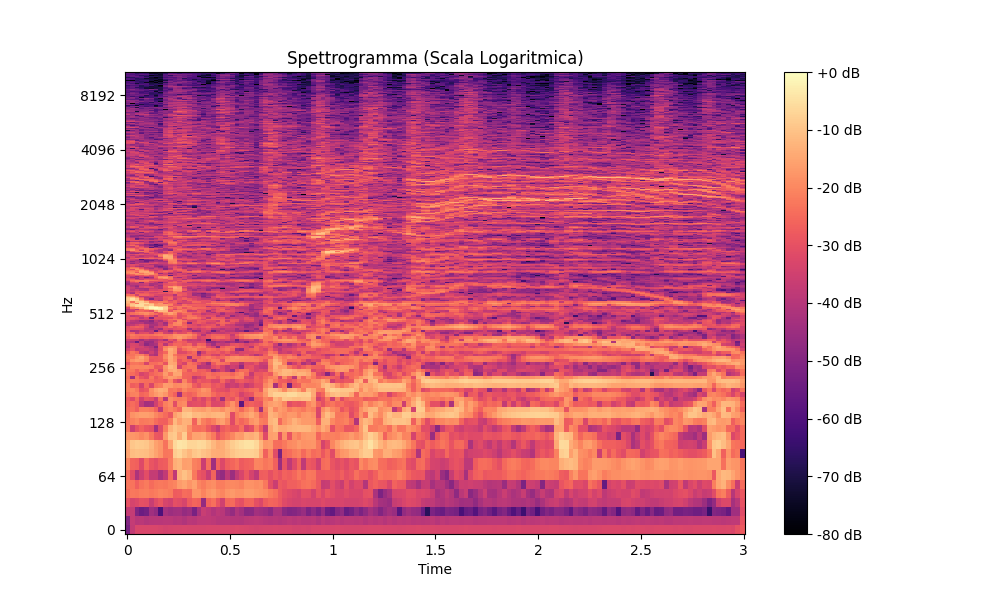 Spettrogramma (Scala Logaritmica)
Hz
8192
4096
2048
1024
512
256
128
64
0
0
0.5
1
1.5
2
2.5
3
Time
+0 dB
-10 dB
-20 dB
-30 dB
-40 dB
-50 dB
-60 dB
-70 dB
-80 dB